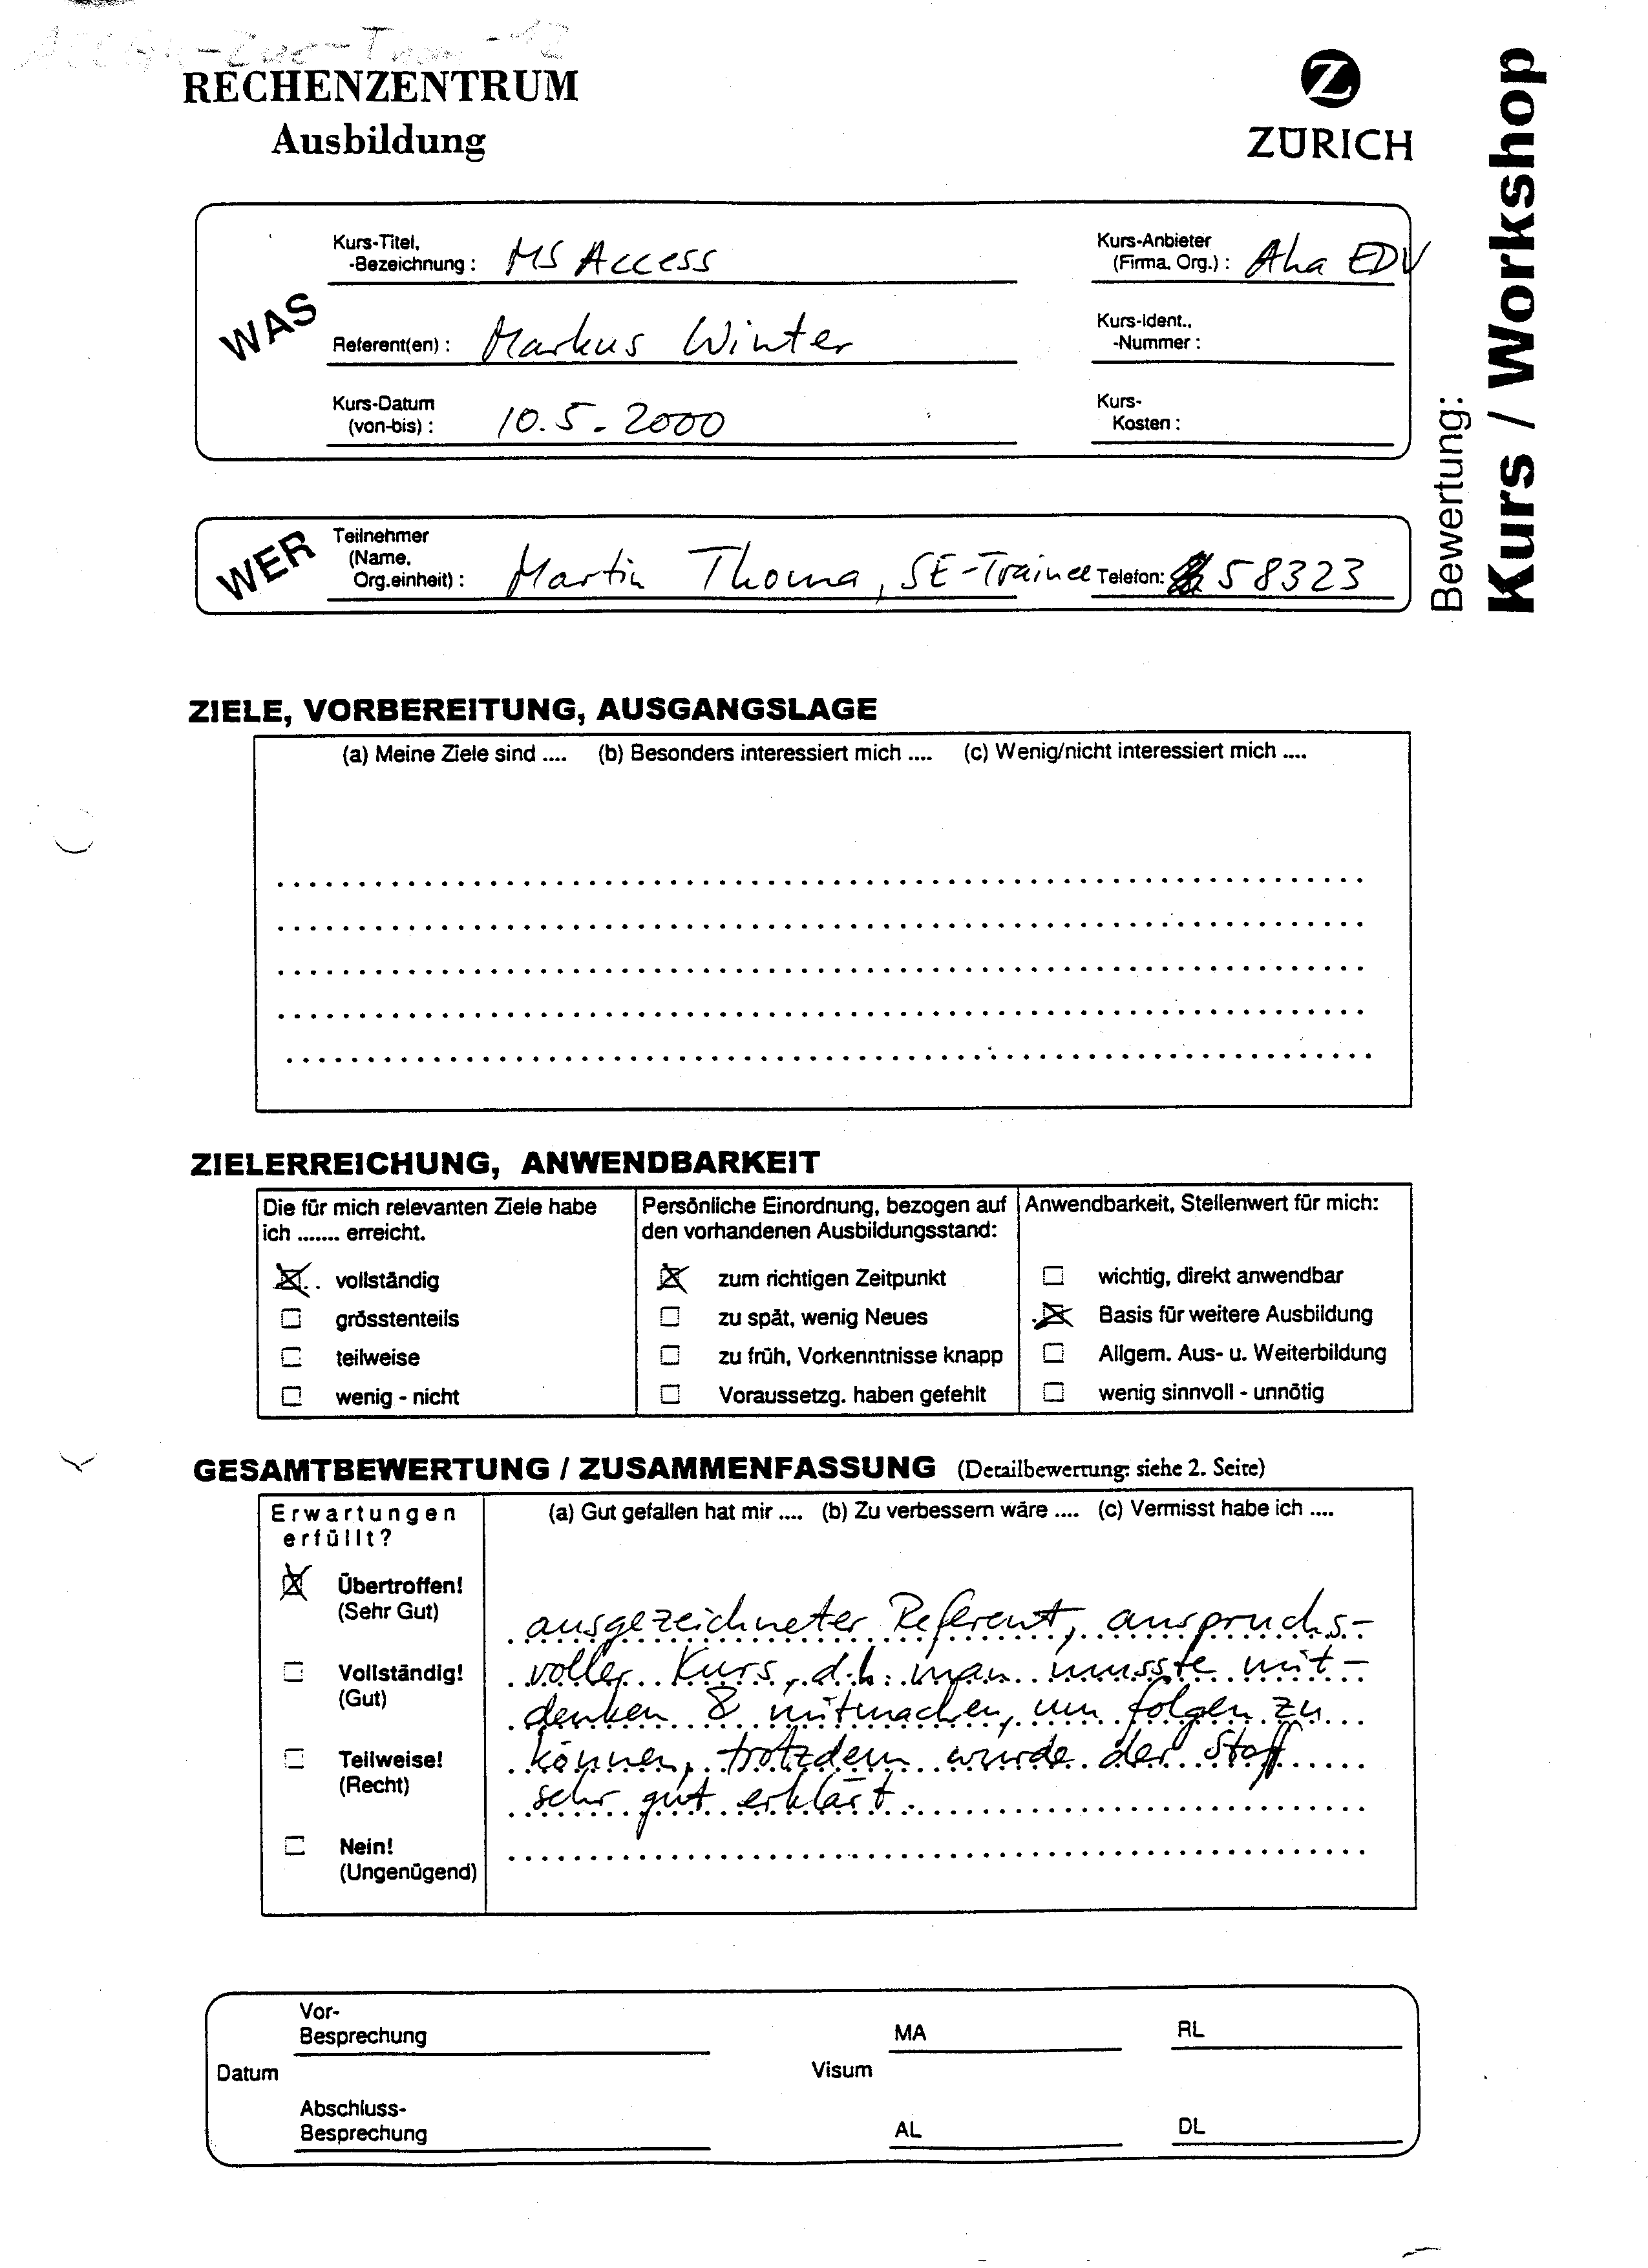 RECHENZENTRUM
Ausbildung
ZÜRICH
Bewertung:
Kurs / Workshop
WAS
Kurs-Titel,
-Bezeichnung : MS Access
Kurs-Anbieter
(Firma, Org.) : Aha EDV
Referent(en) : Markus Winter
Kurs-Ident.,
-Nummer :
Kurs-Datum
(von-bis) : 10.5.2000
Kurs-
Kosten :
WER
Teilnehmer
(Name,
Org.einheit) : Martin Thoma, SE-Trainee Telefon: 58323
ZIELE, VORBEREITUNG, AUSGANGSLAGE
(a) Meine Ziele sind .... (b) Besonders interessiert mich .... (c) Wenig/nicht interessiert mich ....
ZIELERREICHUNG, ANWENDBARKEIT
Die für mich relevanten Ziele habe
ich ....... erreicht.
vollständig
grösstenteils
teilweise
wenig - nicht
Persönliche Einordnung, bezogen auf
den vorhandenen Ausbildungsstand:
zum richtigen Zeitpunkt
zu spät, wenig Neues
zu früh, Vorkenntnisse knapp
Voraussetzg. haben gefehlt
Anwendbarkeit, Stellenwert für mich:
wichtig, direkt anwendbar
Basis für weitere Ausbildung
Allgem. Aus- u. Weiterbildung
wenig sinnvoll - unnötig
GESAMTBEWERTUNG / ZUSAMMENFASSUNG (Detailbewertung: siehe 2. Seite)
Erwartungen
erfüllt?
Übertroffen!
(Sehr Gut)
Vollständig!
(Gut)
Teilweise!
(Recht)
Nein!
(Ungenügend)
(a) Gut gefallen hat mir .... (b) Zu verbessern wäre .... (c) Vermisst habe ich ....
ausgezeichneter Referent, anspruchs-
voller Kurs, d.h. man musste mit-
denken & mitmachen, um folgen zu
können, trotzdem wurde der Stoff
sehr gut erklärt.
Vor-
Besprechung
MA
RL
Datum
Visum
Abschluss-
Besprechung
AL
DL